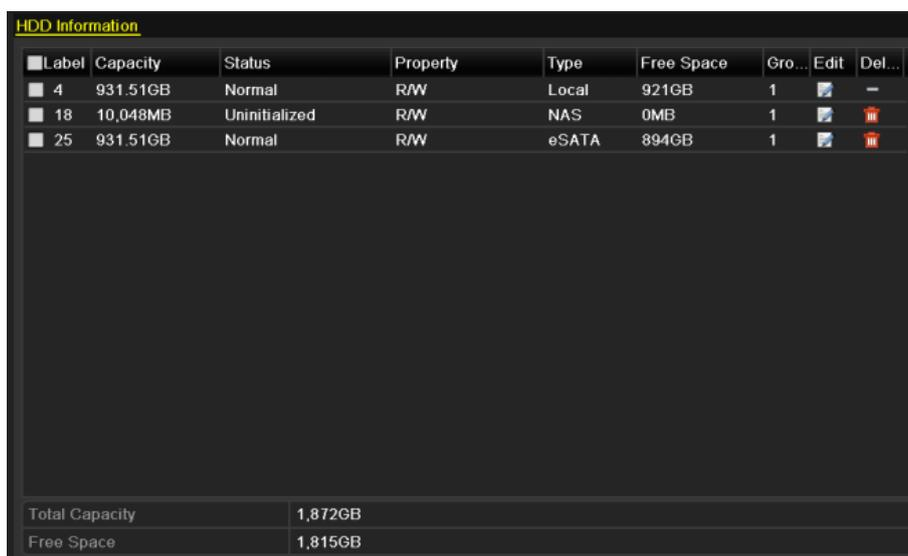 HDD Information
Label Capacity Status Property Type Free Space Gro... Edit Del...
4 931.51GB Normal R/W Local 921GB 1 –
18 10,048MB Uninitialized R/W NAS 0MB 1
25 931.51GB Normal R/W eSATA 894GB 1
Total Capacity 1,872GB
Free Space 1,815GB